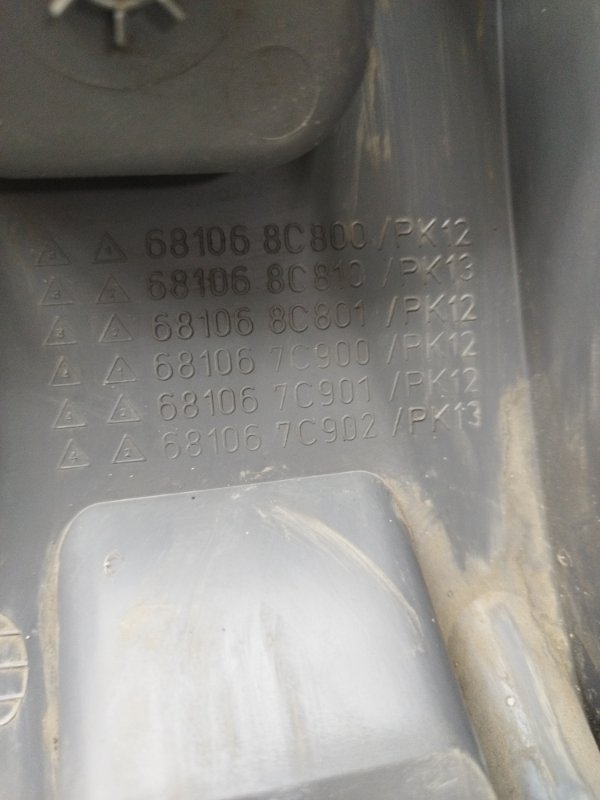 68106 8C800 /PK12
68106 8C810 /PK13
68106 8C801 /PK12
68106 7C900 /PK12
68106 7C901 /PK12
68106 7C902 /PK13